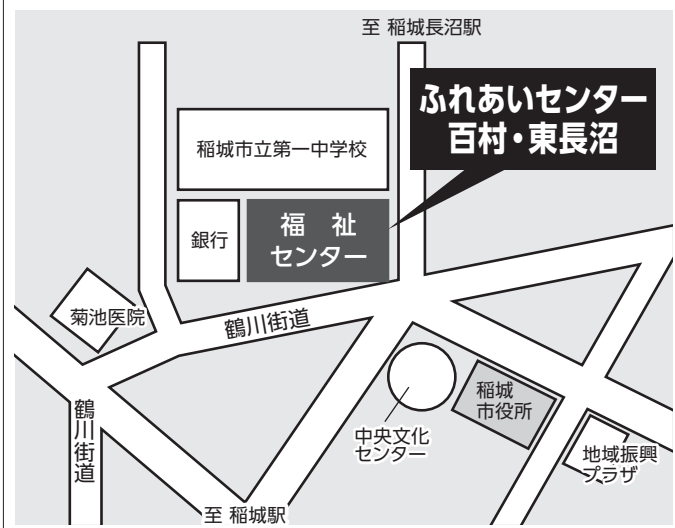 至 稲城長沼駅
ふれあいセンター
百村・東長沼
稲城市立第一中学校
銀行
福 祉
センター
菊池医院
鶴川街道
鶴川街道
稲城
市役所
中央文化
センター
地域振興
プラザ
至 稲城駅